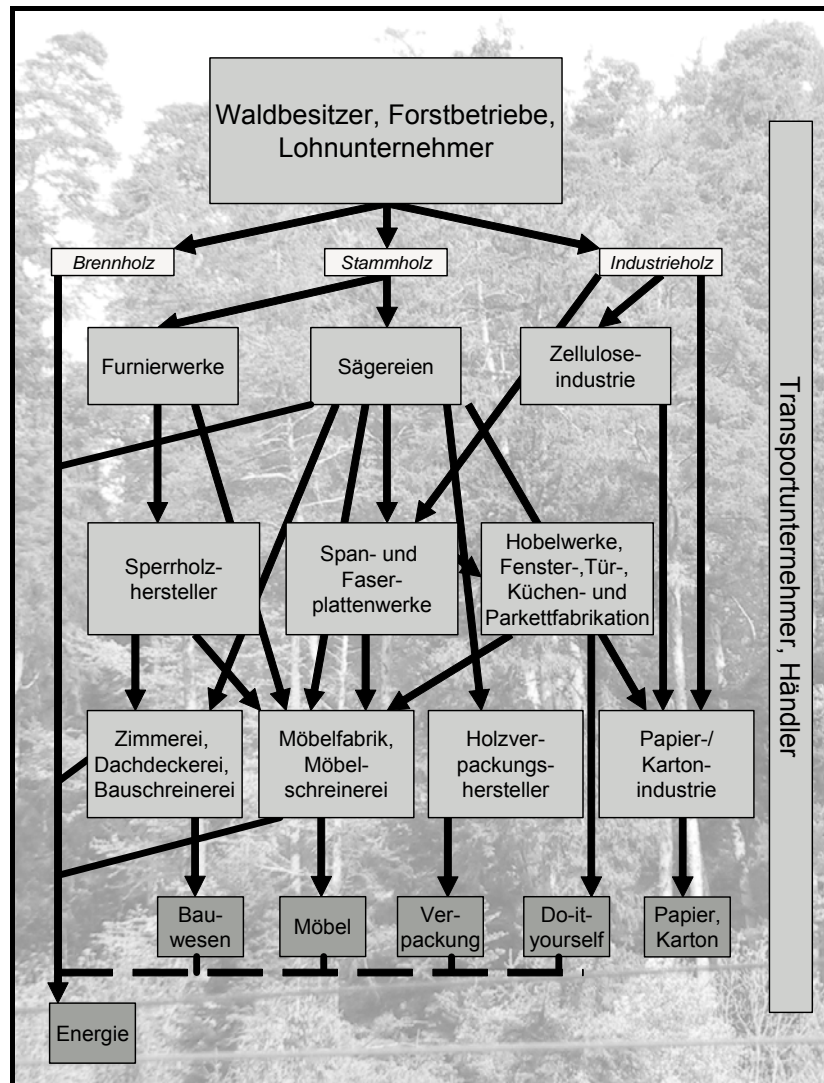 Waldbesitzer, Forstbetriebe,
Lohnunternehmer
Brennholz
Stammholz
Industrieholz
Furnierwerke
Sägereien
Zellulose-
industrie
Sperrholz-
hersteller
Span- und
Faser-
plattenwerke
Hobelwerke,
Fenster-,Tür-,
Küchen- und
Parkettfabrikation
Zimmerei,
Dachdeckerei,
Bauschreinerei
Möbelfabrik,
Möbel-
schreinerei
Holzver-
packungs-
hersteller
Papier-/
Karton-
industrie
Bau-
wesen
Möbel
Ver-
packung
Do-it-
yourself
Papier,
Karton
Energie
Transportunternehmer, Händler